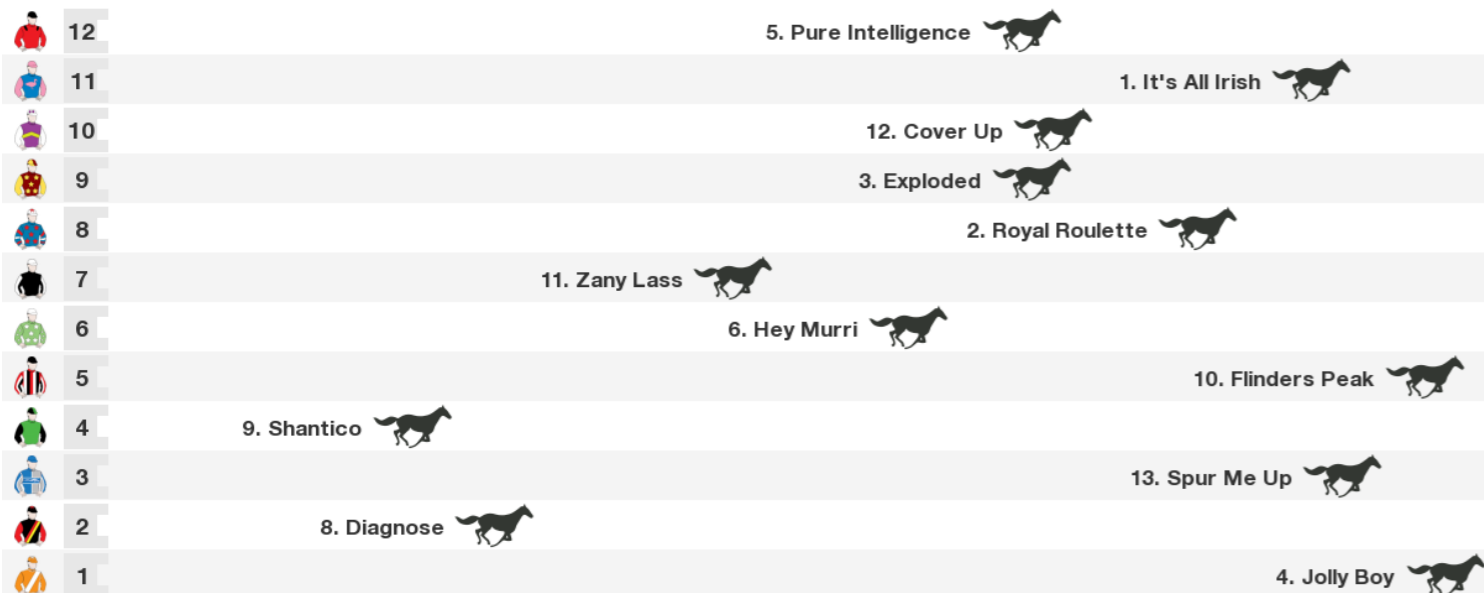 12 5. Pure Intelligence
11 1. It's All Irish
10 12. Cover Up
9 3. Exploded
8 2. Royal Roulette
7 11. Zany Lass
6 6. Hey Murri
5 10. Flinders Peak
4 9. Shantico
3 13. Spur Me Up
2 8. Diagnose
1 4. Jolly Boy